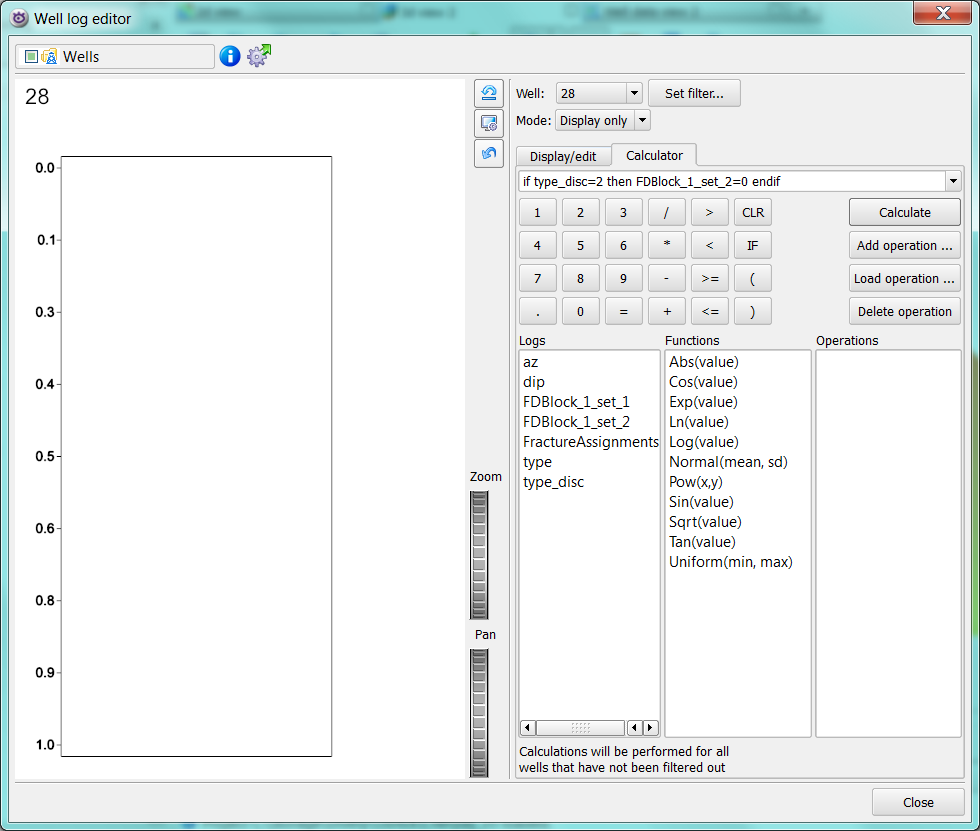 Well log editor
Wells
28
0.0
0.1
0.3
0.4
0.5
0.6
0.8
0.9
1.0
Zoom
Pan
Well: 28 Set filter...
Mode: Display only
Display/edit Calculator
if type_disc=2 then FDBlock_1_set_2=0 endif
1 2 3 / > CLR Calculate
4 5 6 * < IF Add operation ...
7 8 9 - >= ( Load operation ...
. 0 = + <= ) Delete operation
Logs Functions Operations
az
dip
FDBlock_1_set_1
FDBlock_1_set_2
FractureAssignments
type
type_disc
Abs(value)
Cos(value)
Exp(value)
Ln(value)
Log(value)
Normal(mean, sd)
Pow(x,y)
Sin(value)
Sqrt(value)
Tan(value)
Uniform(min, max)
Calculations will be performed for all
wells that have not been filtered out
Close